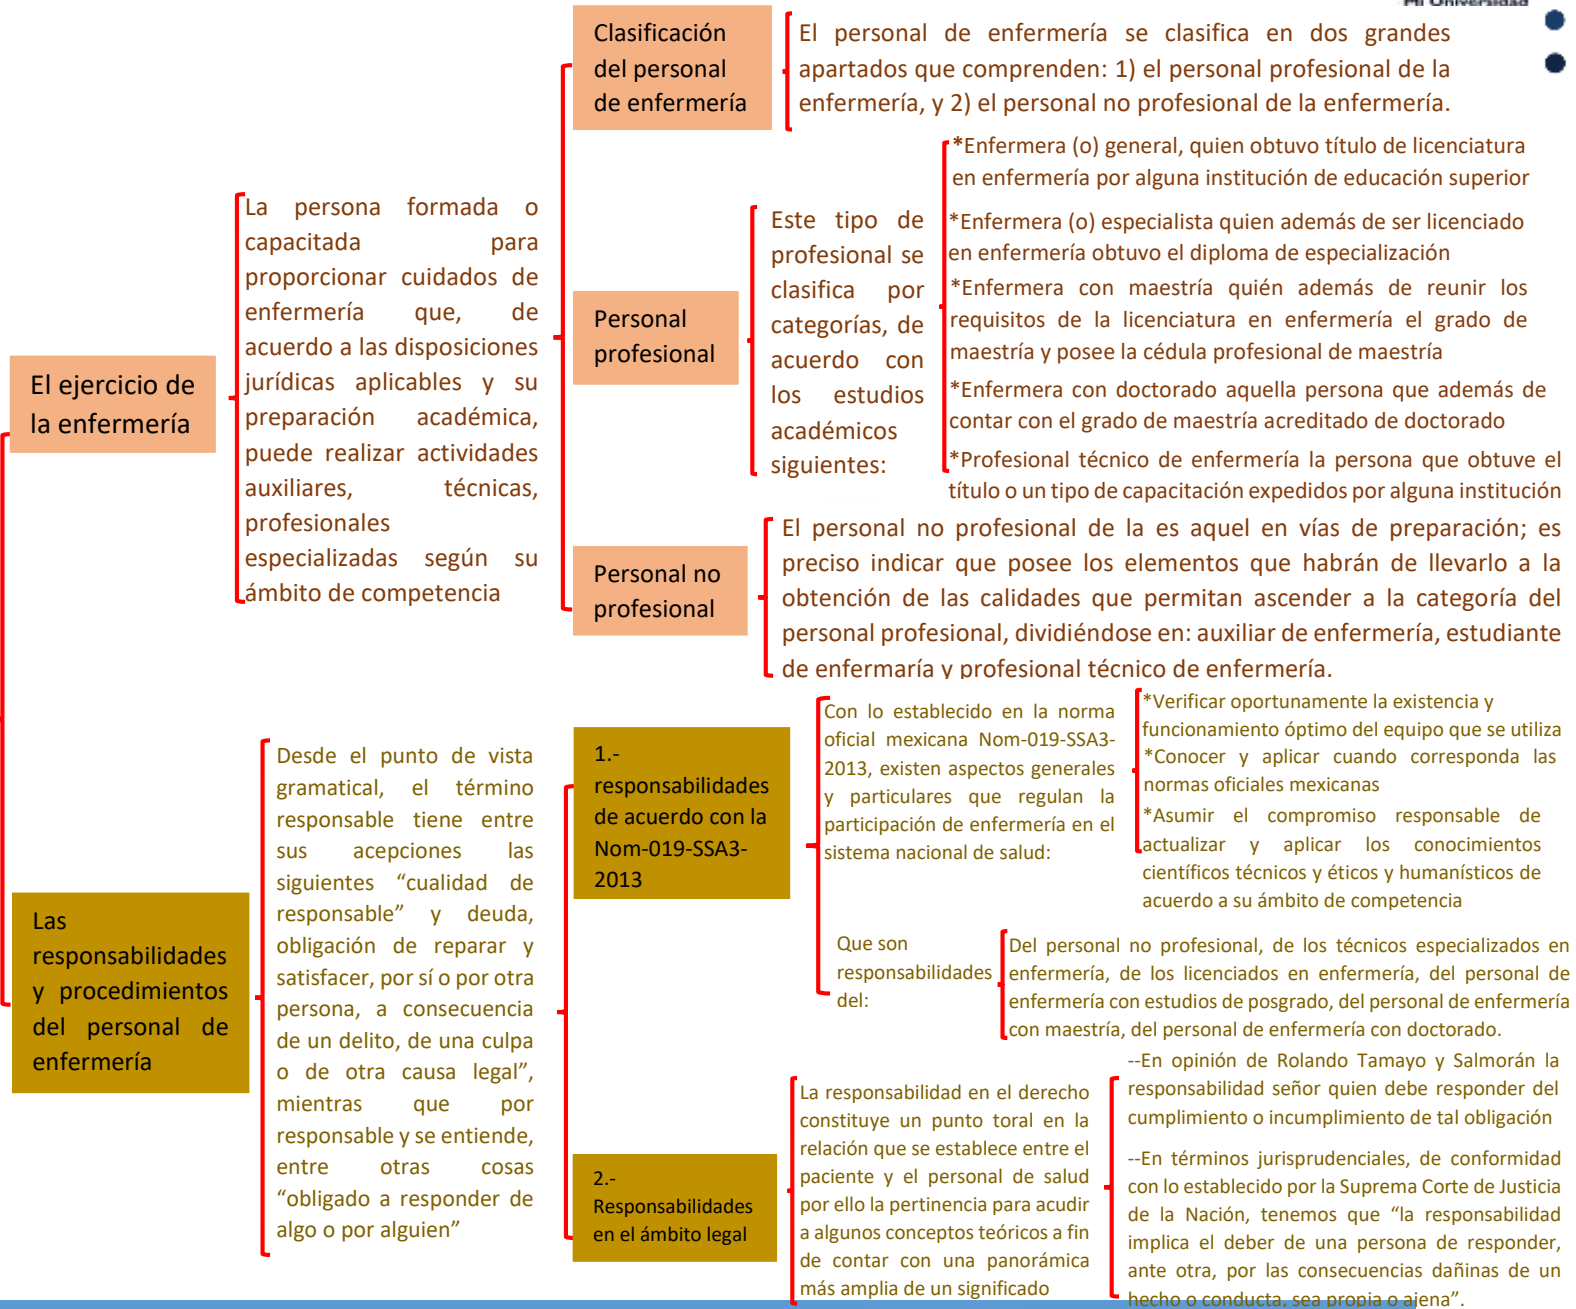 Mi Universidad
Clasificación
del personal
de enfermería
El personal de enfermería se clasifica en dos grandes
apartados que comprenden: 1) el personal profesional de la
enfermería, y 2) el personal no profesional de la enfermería.
El ejercicio de
la enfermería
La persona formada o
capacitada para
proporcionar cuidados de
enfermería que, de
acuerdo a las disposiciones
jurídicas aplicables y su
preparación académica,
puede realizar actividades
auxiliares, técnicas,
profesionales
especializadas según su
ámbito de competencia
Personal
profesional
Este tipo de
profesional se
clasifica por
categorías, de
acuerdo con
los estudios
académicos
siguientes:
*Enfermera (o) general, quien obtuvo título de licenciatura
en enfermería por alguna institución de educación superior
*Enfermera (o) especialista quien además de ser licenciado
en enfermería obtuvo el diploma de especialización
*Enfermera con maestría quién además de reunir los
requisitos de la licenciatura en enfermería el grado de
maestría y posee la cédula profesional de maestría
*Enfermera con doctorado aquella persona que además de
contar con el grado de maestría acreditado de doctorado
*Profesional técnico de enfermería la persona que obtuve el
título o un tipo de capacitación expedidos por alguna institución
Personal no
profesional
El personal no profesional de la es aquel en vías de preparación; es
preciso indicar que posee los elementos que habrán de llevarlo a la
obtención de las calidades que permitan ascender a la categoría del
personal profesional, dividiéndose en: auxiliar de enfermería, estudiante
de enfermaría y profesional técnico de enfermería.
Las
responsabilidades
y procedimientos
del personal de
enfermería
Desde el punto de vista
gramatical, el término
responsable tiene entre
sus acepciones las
siguientes “cualidad de
responsable” y deuda,
obligación de reparar y
satisfacer, por sí o por otra
persona, a consecuencia
de un delito, de una culpa
o de otra causa legal”,
mientras que por
responsable y se entiende,
entre otras cosas
“obligado a responder de
algo o por alguien”
1.-
responsabilidades
de acuerdo con la
Nom-019-SSA3-
2013
Con lo establecido en la norma
oficial mexicana Nom-019-SSA3-
2013, existen aspectos generales
y particulares que regulan la
participación de enfermería en el
sistema nacional de salud:
*Verificar oportunamente la existencia y
funcionamiento óptimo del equipo que se utiliza
*Conocer y aplicar cuando corresponda las
normas oficiales mexicanas
*Asumir el compromiso responsable de
actualizar y aplicar los conocimientos
científicos técnicos y éticos y humanísticos de
acuerdo a su ámbito de competencia
Que son
responsabilidades
del:
Del personal no profesional, de los técnicos especializados en
enfermería, de los licenciados en enfermería, del personal de
enfermería con estudios de posgrado, del personal de enfermería
con maestría, del personal de enfermería con doctorado.
2.-
Responsabilidades
en el ámbito legal
La responsabilidad en el derecho
constituye un punto toral en la
relación que se establece entre el
paciente y el personal de salud
por ello la pertinencia para acudir
a algunos conceptos teóricos a fin
de contar con una panorámica
más amplia de un significado
--En opinión de Rolando Tamayo y Salmorán la
responsabilidad señor quien debe responder del
cumplimiento o incumplimiento de tal obligación
--En términos jurisprudenciales, de conformidad
con lo establecido por la Suprema Corte de Justicia
de la Nación, tenemos que “la responsabilidad
implica el deber de una persona de responder,
ante otra, por las consecuencias dañinas de un
hecho o conducta, sea propia o ajena”.